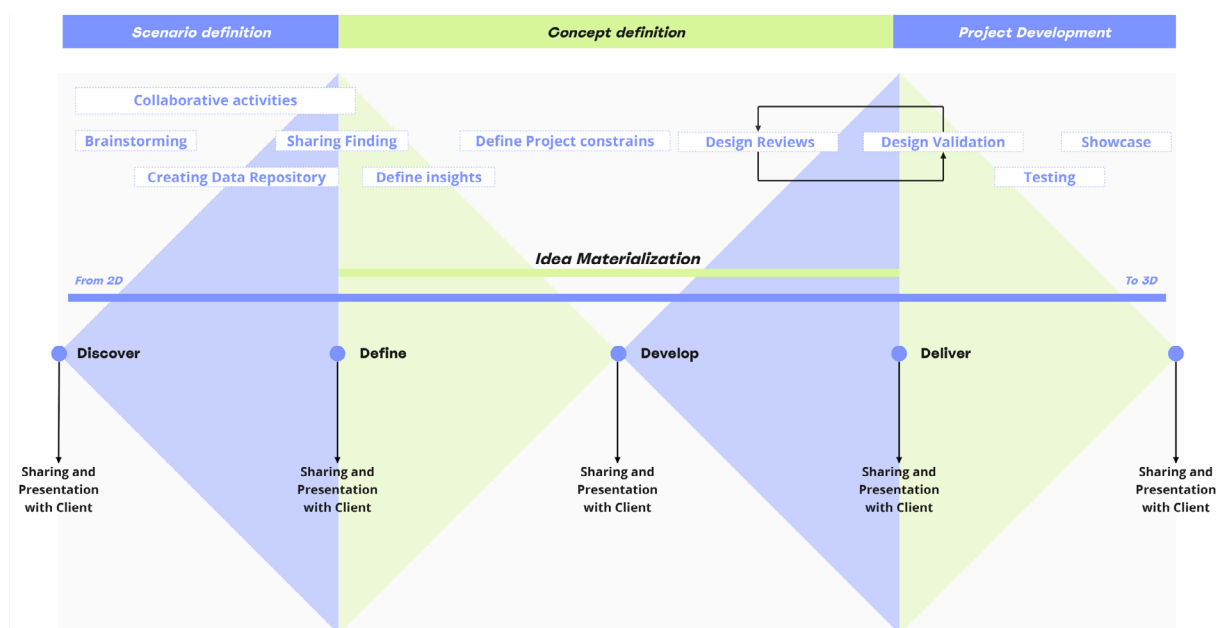 Scenario definition
Concept definition
Project Development
Collaborative activities
Brainstorming
Sharing Finding
Define Project constrains
Design Reviews
Design Validation
Showcase
Creating Data Repository
Define insights
Testing
Idea Materialization
From 2D
To 3D
Discover
Define
Develop
Deliver
Sharing and
Presentation
with Client
Sharing and
Presentation
with Client
Sharing and
Presentation
with Client
Sharing and
Presentation
with Client
Sharing and
Presentation
with Client